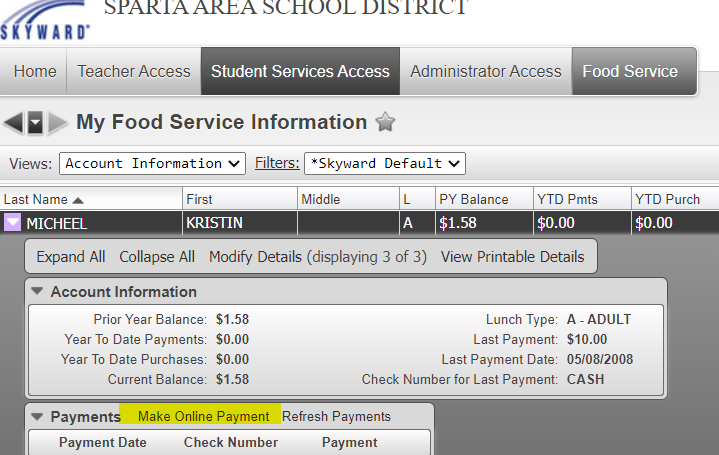 SPARTA AREA SCHOOL DISTRICT
SKYWARD
Home Teacher Access Student Services Access Administrator Access Food Service
My Food Service Information
Views: Account Information Filters: *Skyward Default
Last Name First Middle L PY Balance YTD Pmts YTD Purch
MICHEEL KRISTIN A $1.58 $0.00 $0.00
Expand All Collapse All Modify Details (displaying 3 of 3) View Printable Details
Account Information
Prior Year Balance: $1.58 Lunch Type: A - ADULT
Year To Date Payments: $0.00 Last Payment: $10.00
Year To Date Purchases: $0.00 Last Payment Date: 05/08/2008
Current Balance: $1.58 Check Number for Last Payment: CASH
Payments Make Online Payment Refresh Payments
Payment Date Check Number Payment